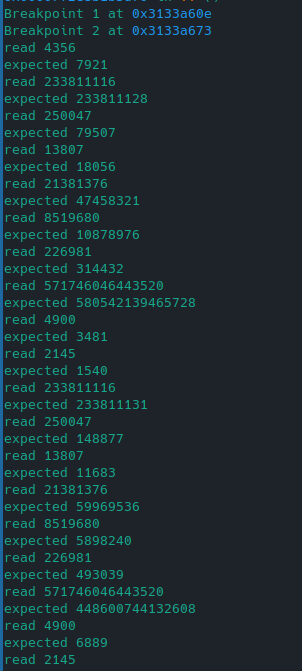 Breakpoint 1 at 0x3133a60e
Breakpoint 2 at 0x3133a673
read 4356
expected 7921
read 233811116
expected 233811128
read 250047
expected 79507
read 13807
expected 18056
read 21381376
expected 47458321
read 8519680
expected 10878976
read 226981
expected 314432
read 571746046443520
expected 580542139465728
read 4900
expected 3481
read 2145
expected 1540
read 233811116
expected 233811131
read 250047
expected 148877
read 13807
expected 11683
read 21381376
expected 59969536
read 8519680
expected 5898240
read 226981
expected 493039
read 571746046443520
expected 448600744132608
read 4900
expected 6889
read 2145